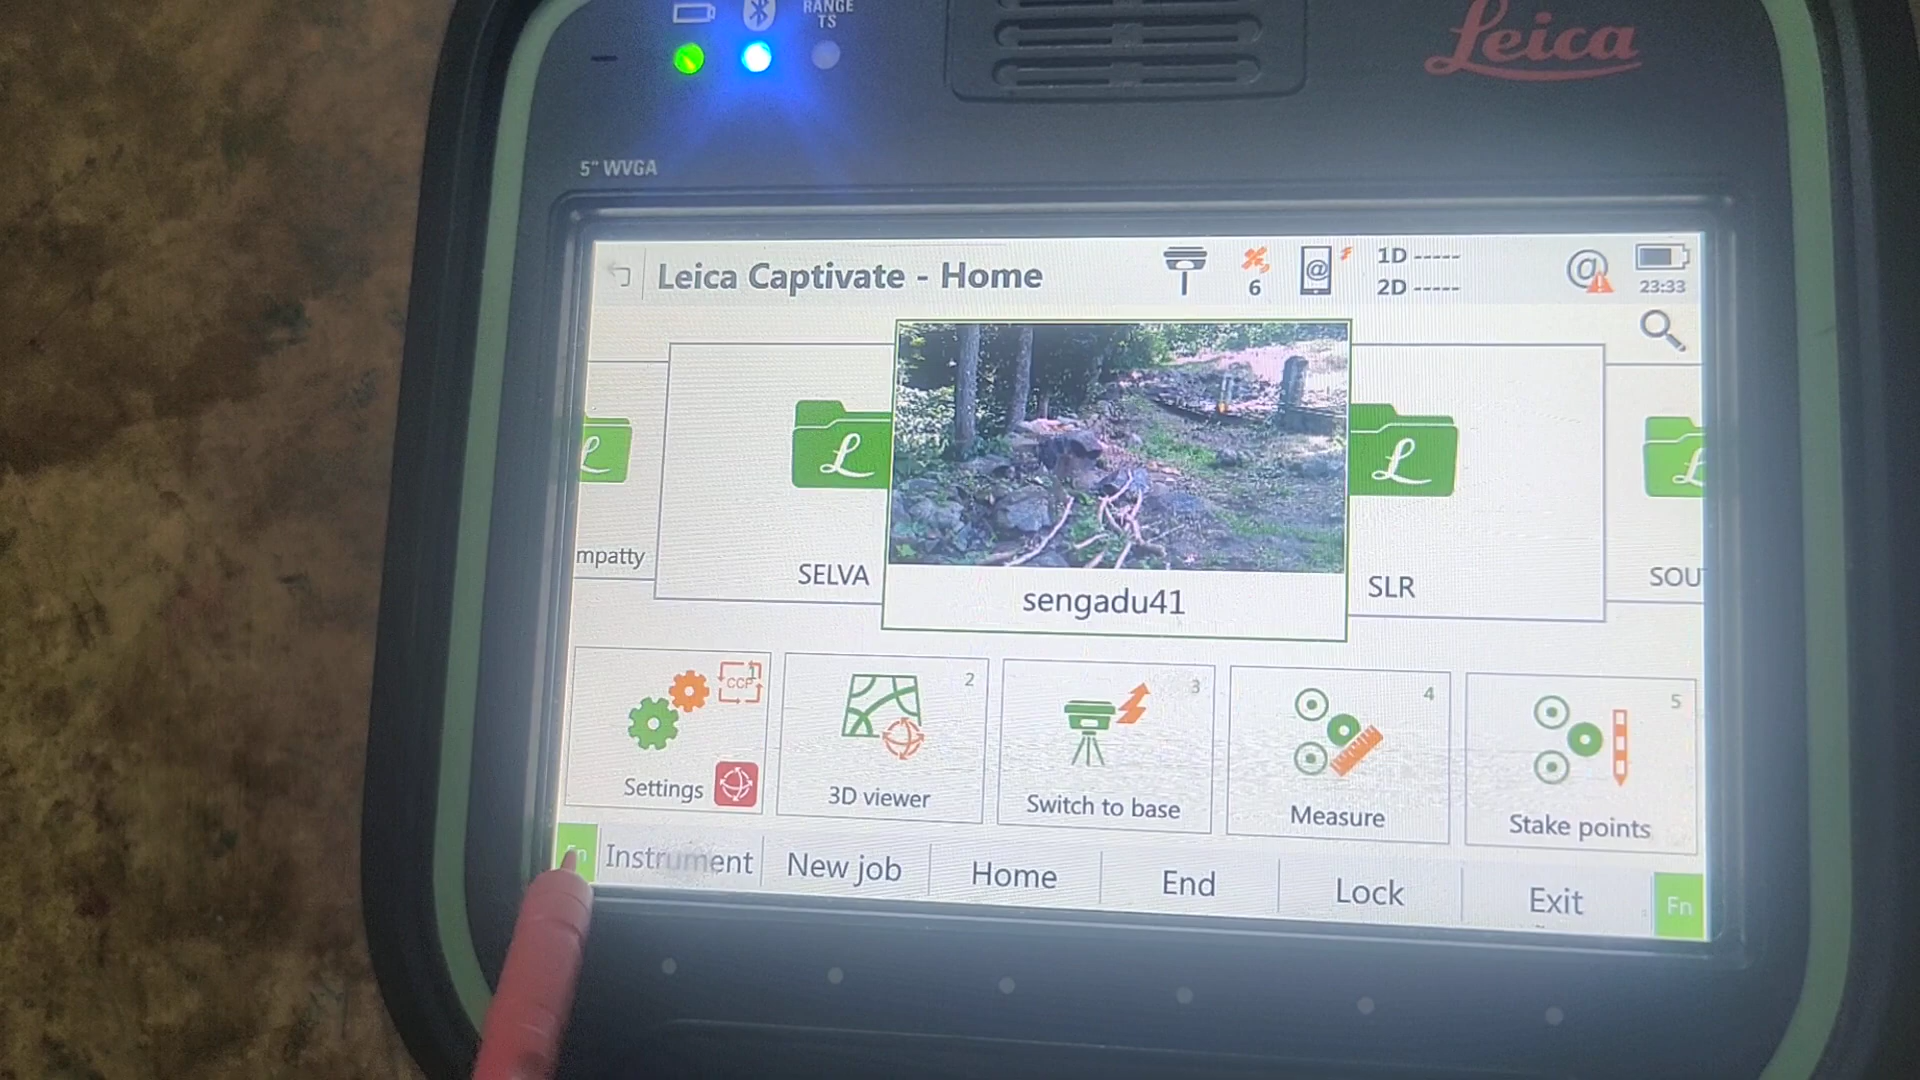 RANGE
TS
Leica
5" WVGA
Leica Captivate - Home
6
@
1D -----
2D -----
@
23:33
L
L
L
L
mpatty
SELVA
sengadu41
SLR
SOU
1
CCP
Settings
2
3D viewer
3
Switch to base
4
Measure
5
Stake points
Fn
Instrument
New job
Home
End
Lock
Exit
Fn